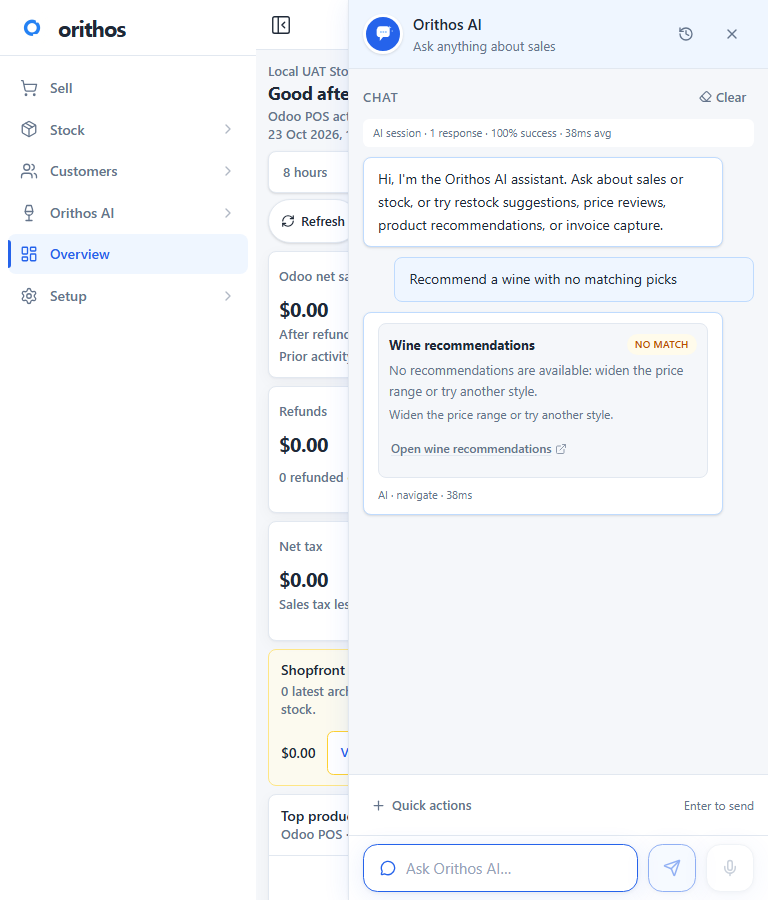 orithos
Sell
Stock
Customers
Orithos AI
Overview
Setup
Local UAT Sto
Good afte
Odoo POS act
23 Oct 2026,
8 hours
Refresh
Odoo net sa
$0.00
After refund
Prior activity
Refunds
$0.00
0 refunded
Net tax
$0.00
Sales tax les
Shopfront
0 latest arch
stock.
$0.00
V
Top produ
Odoo POS ·
Orithos AI
Ask anything about sales
CHAT
Clear
AI session · 1 response · 100% success · 38ms avg
Hi, I'm the Orithos AI assistant. Ask about sales or
stock, or try restock suggestions, price reviews,
product recommendations, or invoice capture.
Recommend a wine with no matching picks
Wine recommendations
NO MATCH
No recommendations are available: widen the price
range or try another style.
Widen the price range or try another style.
Open wine recommendations
AI · navigate · 38ms
Quick actions
Enter to send
Ask Orithos AI...